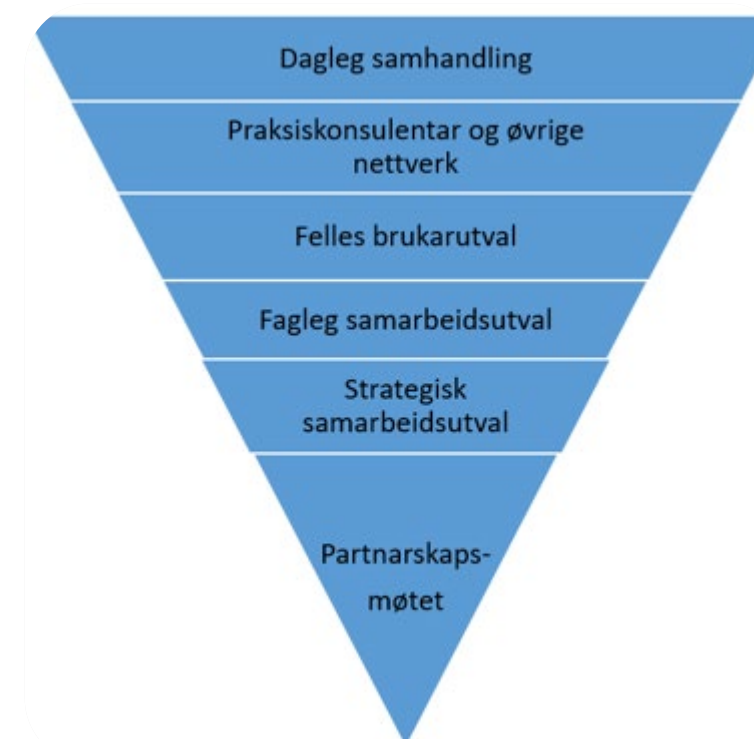 Dagleg samhandling
Praksiskonsulentar og øvrige
nettverk
Felles brukarutval
Fagleg samarbeidsutval
Strategisk
samarbeidsutval
Partnarskaps-
møtet